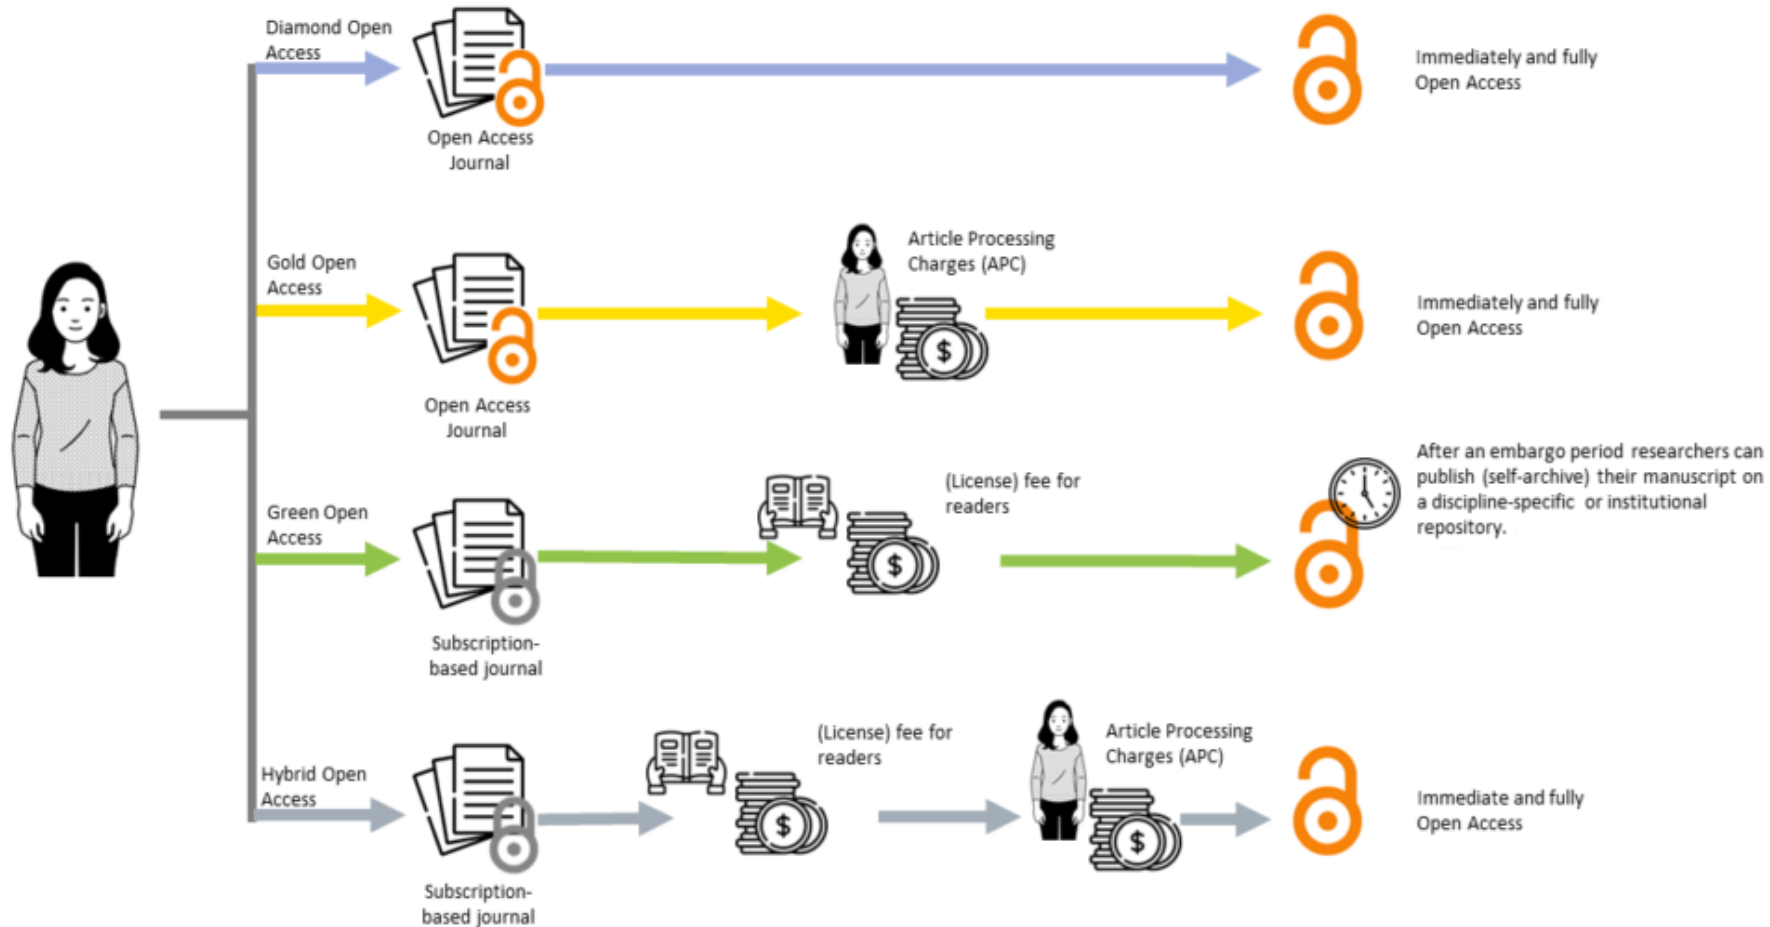 Diamond Open
Access
Open Access
Journal
Immediately and fully
Open Access
Gold Open
Access
Open Access
Journal
Article Processing
Charges (APC)
$
Immediately and fully
Open Access
Green Open
Access
Subscription-
based journal
(License) fee for
readers
$
After an embargo period researchers can
publish (self-archive) their manuscript on
a discipline-specific or institutional
repository.
Hybrid Open
Access
Subscription-
based journal
(License) fee for
readers
$
Article Processing
Charges (APC)
$
Immediate and fully
Open Access